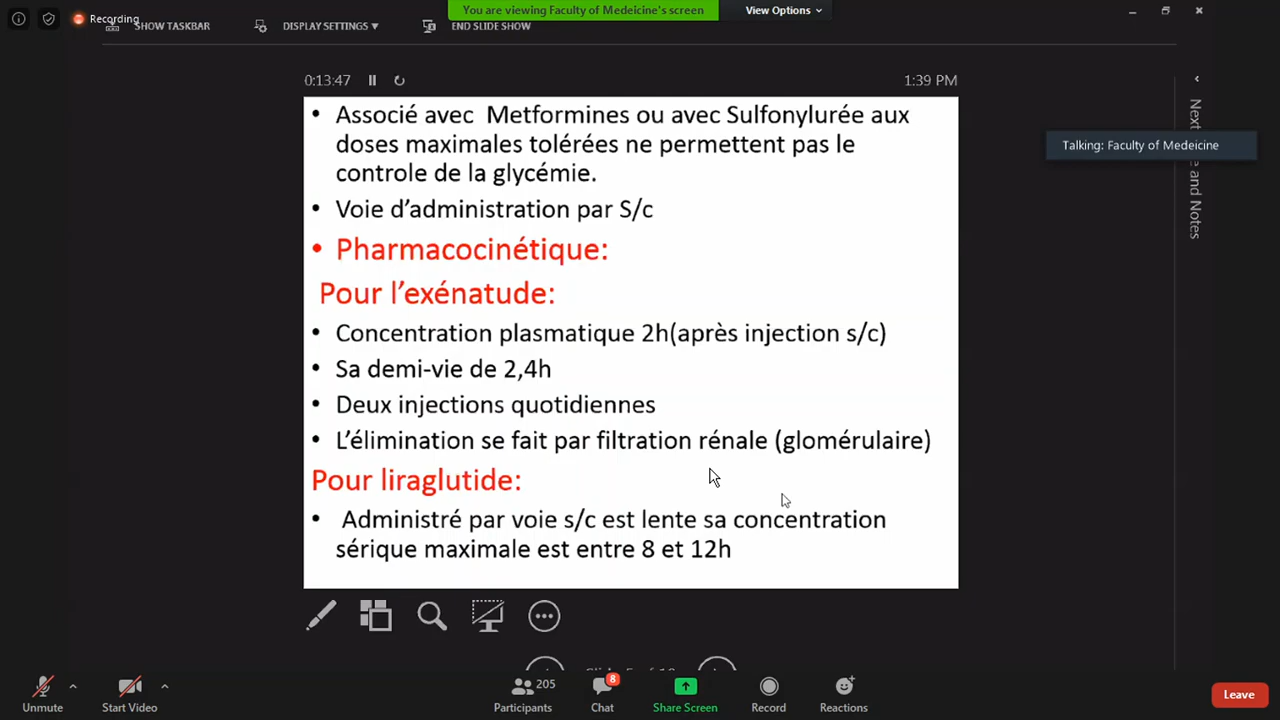 Recording
You are viewing Faculty of Medeicine's screen
View Options
SHOW TASKBAR
DISPLAY SETTINGS
END SLIDE SHOW
0:13:47
1:39 PM
• Associé avec Metformines ou avec Sulfonylurée aux
doses maximales tolérées ne permettent pas le
controle de la glycémie.
• Voie d'administration par S/c
• Pharmacocinétique:
Pour l'exénatude:
• Concentration plasmatique 2h(après injection s/c)
• Sa demi-vie de 2,4h
• Deux injections quotidiennes
• L'élimination se fait par filtration rénale (glomérulaire)
Pour liraglutide:
• Administré par voie s/c est lente sa concentration
sérique maximale est entre 8 et 12h
Talking: Faculty of Medeicine
Next
and Notes
Unmute
Start Video
205
Participants
8
Chat
Share Screen
Record
Reactions
Leave